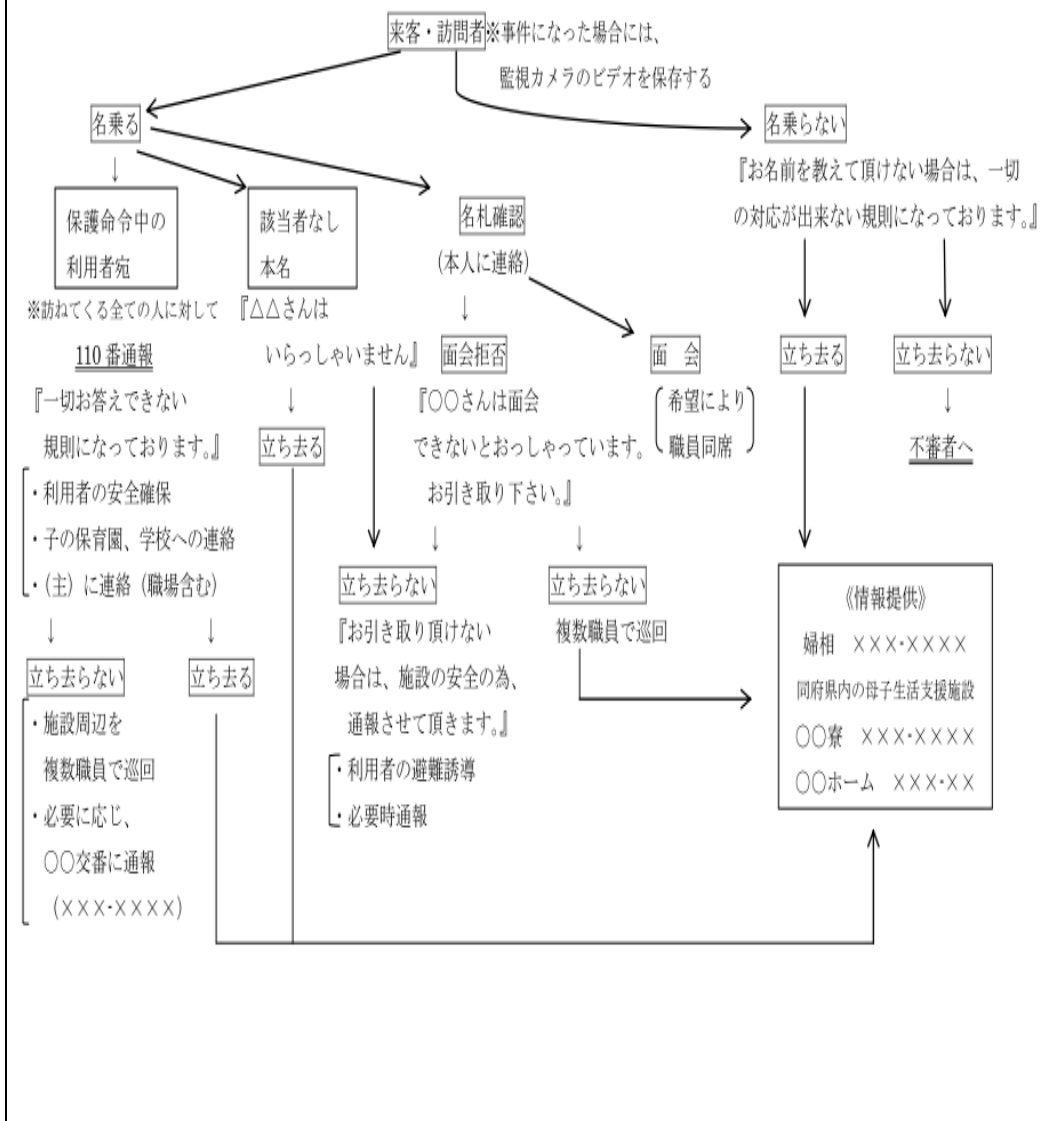 来客・訪問者※事件になった場合には、
監視カメラのビデオを保存する
名乗る
名乗らない
『お名前を教えて頂けない場合は、一切
の対応が出来ない規則になっております。』
↓
保護命令中の
利用者宛
該当者なし
本名
名札確認
(本人に連絡)
※訪ねてくる全ての人に対して
110番通報
『一切お答えできない
規則になっております。』
・利用者の安全確保
・子の保育園、学校への連絡
・(主)に連絡(職場含む)
↓
↓
立ち去らない
立ち去る
・施設周辺を
複数職員で巡回
・必要に応じ、
○○交番に通報
(×××-××××)
『△△さんは
いらっしゃいません』
↓
立ち去る
↓
面会拒否
面 会
希望により
職員同席
『○○さんは面会
できないとおっしゃっています。
お引き取り下さい。』
↓
↓
立ち去らない
立ち去らない
『お引き取り頂けない
場合は、施設の安全の為、
通報させて頂きます。』
・利用者の避難誘導
・必要時通報
複数職員で巡回
立ち去る
立ち去らない
↓
不審者へ
《情報提供》
婦相 ×××-××××
同府県内の母子生活支援施設
○○寮 ×××-××××
○○ホーム ×××-××